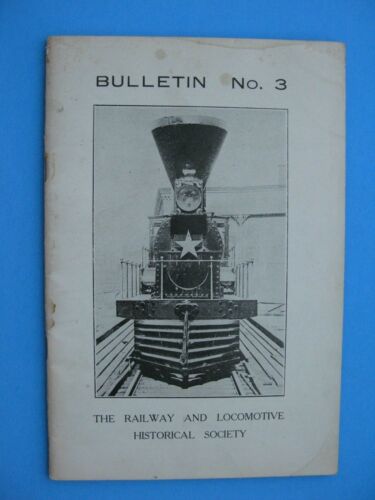 BULLETIN No. 3
THE RAILWAY AND LOCOMOTIVE
HISTORICAL SOCIETY